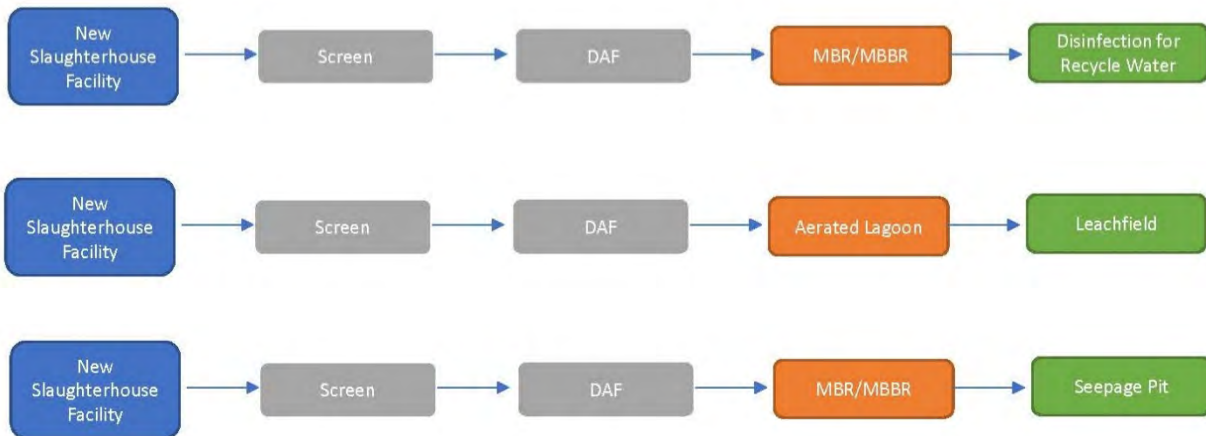 New
Slaughterhouse
Facility
Screen
DAF
MBR/MBBR
Disinfection for
Recycle Water
New
Slaughterhouse
Facility
Screen
DAF
Aerated Lagoon
Leachfield
New
Slaughterhouse
Facility
Screen
DAF
MBR/MBBR
Seepage Pit